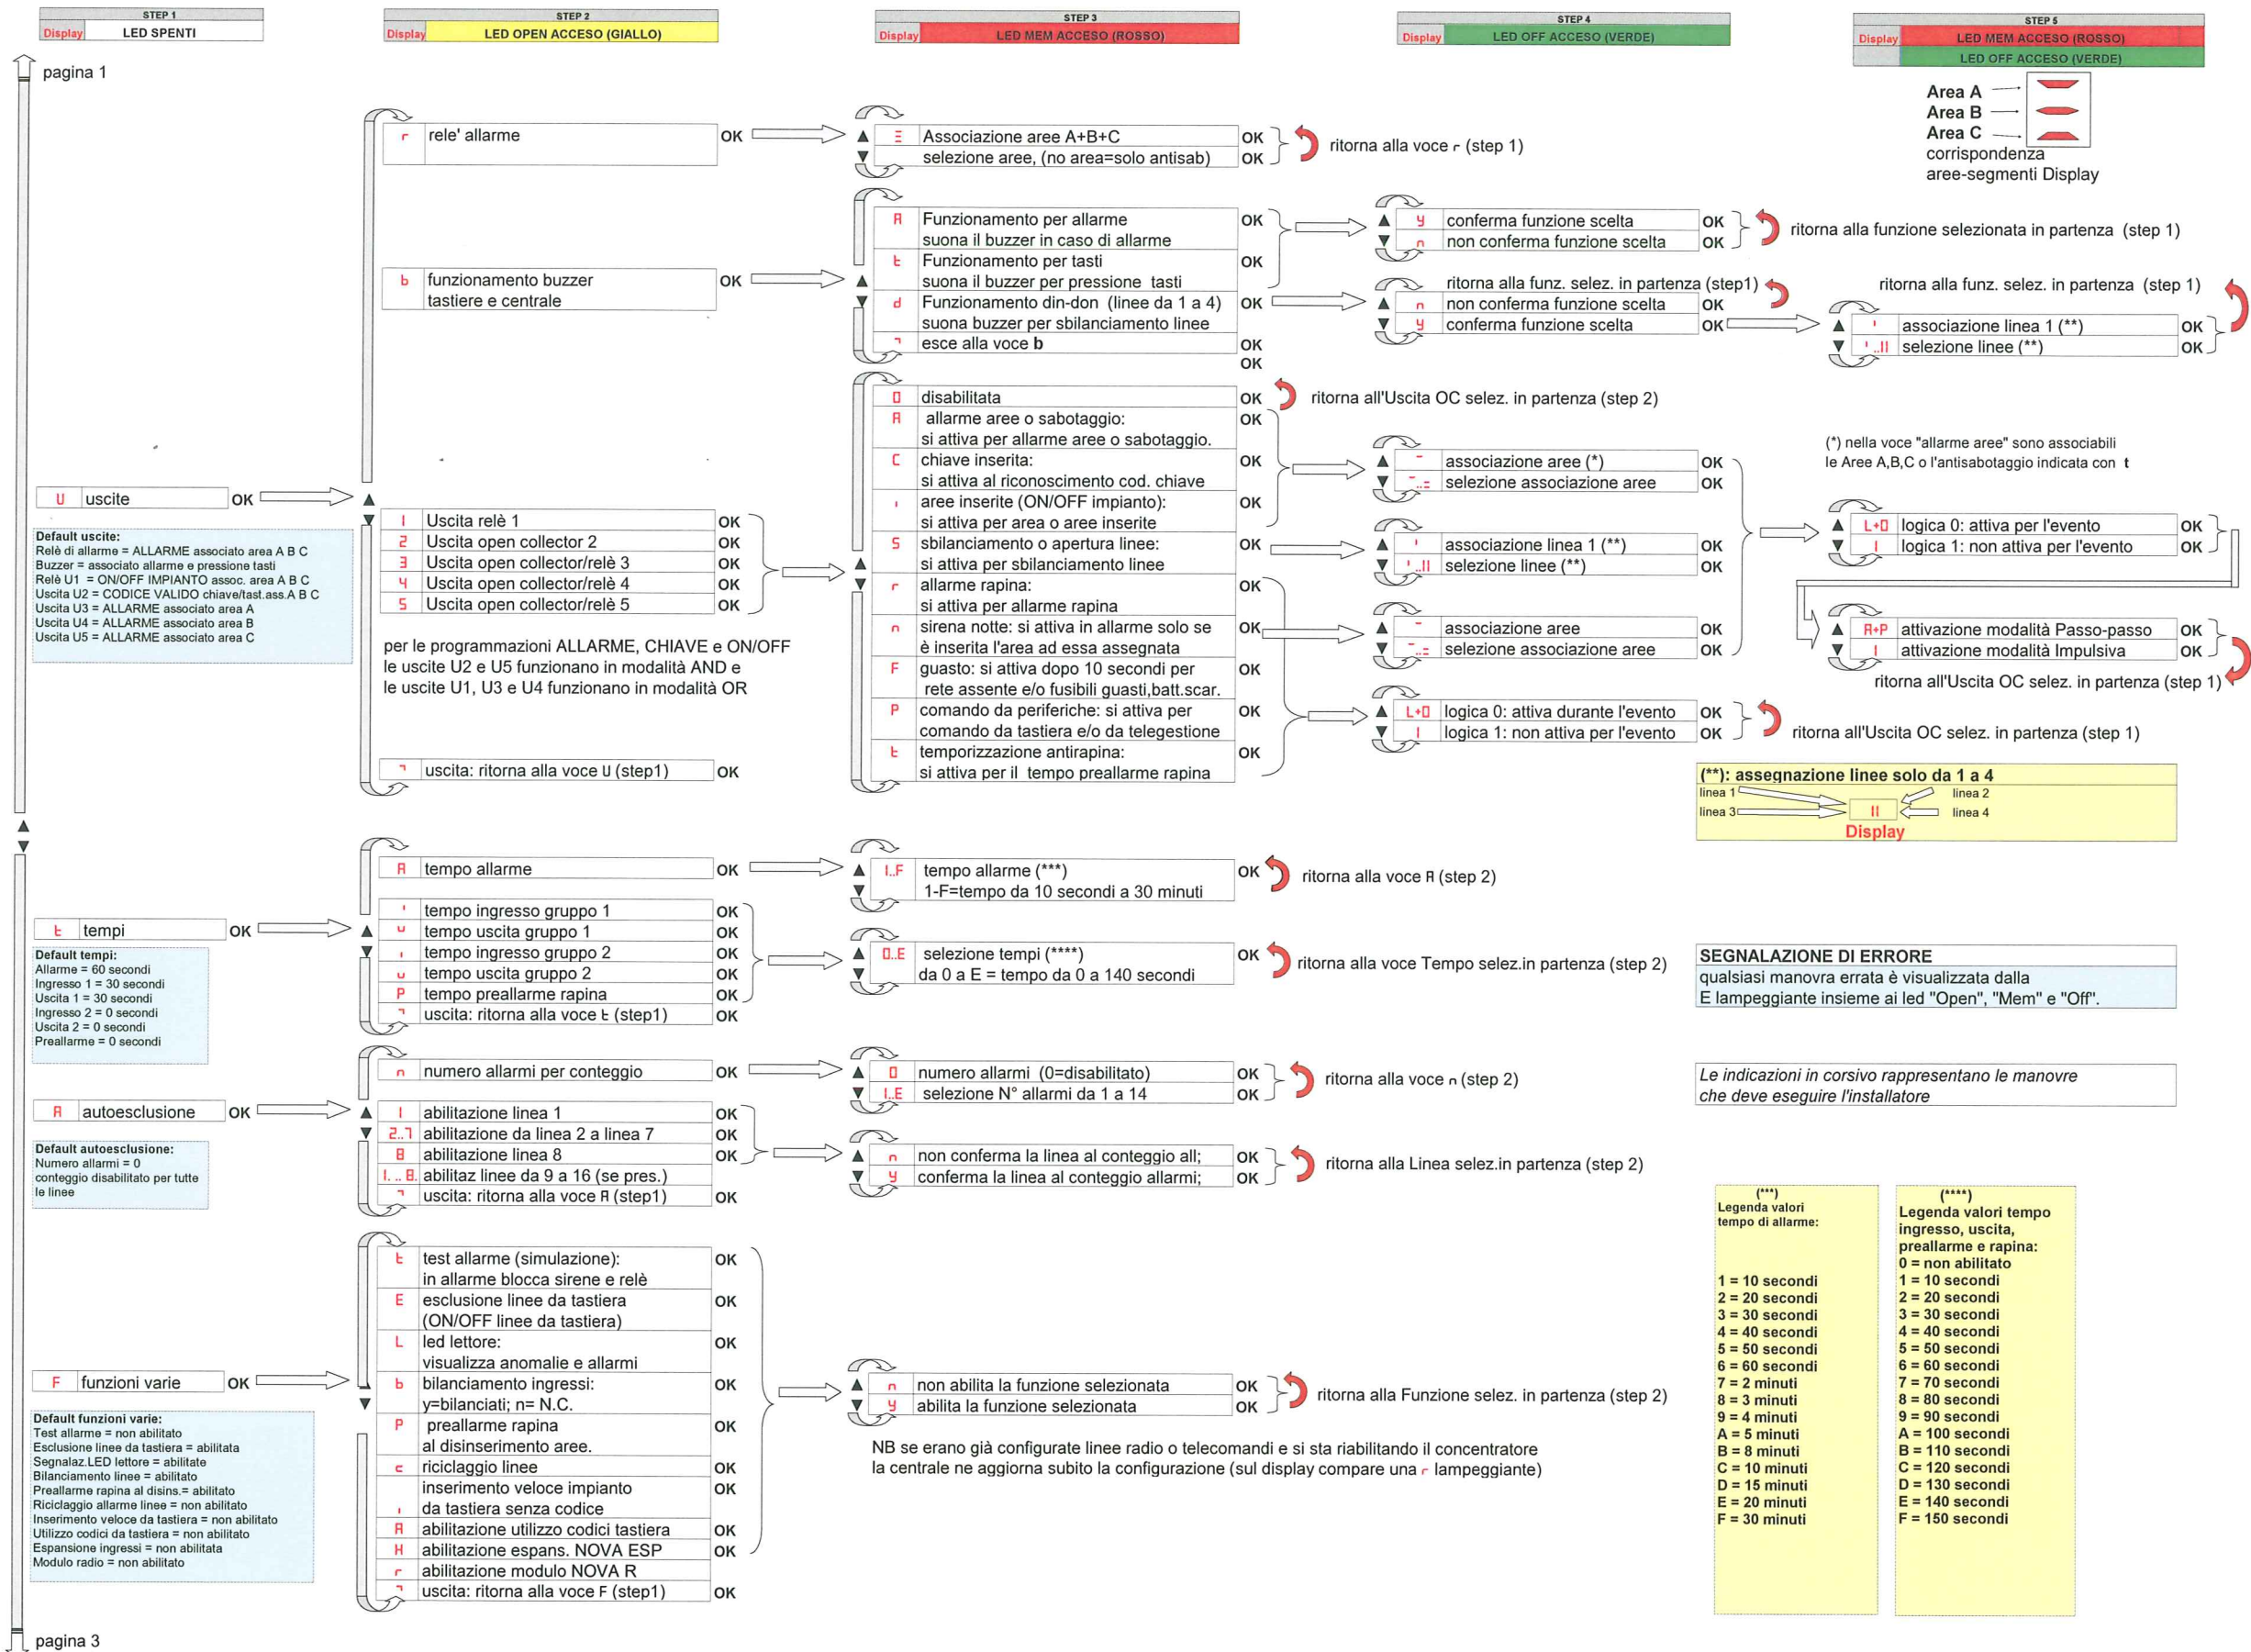 STEP 1
Display LED SPENTI
STEP 2
Display LED OPEN ACCESO (GIALLO)
STEP 3
Display LED MEM ACCESO (ROSSO)
STEP 4
Display LED OFF ACCESO (VERDE)
STEP 5
Display LED MEM ACCESO (ROSSO)
LED OFF ACCESO (VERDE)
pagina 1
Area A
Area B
Area C
corrispondenza
aree-segmenti Display
r rele' allarme OK
Associazione aree A+B+C OK
selezione aree, (no area=solo antisab) OK
ritorna alla voce r (step 1)
b funzionamento buzzer OK
tastiere e centrale
A Funzionamento per allarme OK
suona il buzzer in caso di allarme
t Funzionamento per tasti OK
suona il buzzer per pressione tasti
d Funzionamento din-don (linee da 1 a 4) OK
suona buzzer per sbilanciamento linee
esce alla voce b OK
OK
y conferma funzione scelta OK
n non conferma funzione scelta OK
ritorna alla funzione selezionata in partenza (step 1)
ritorna alla funz. selez. in partenza (step1)
n non conferma funzione scelta OK
y conferma funzione scelta OK
ritorna alla funz. selez. in partenza (step 1)
' associazione linea 1 (**) OK
'..II selezione linee (**) OK
U uscite OK
Default uscite:
Relè di allarme = ALLARME associato area A B C
Buzzer = associato allarme e pressione tasti
Relè U1 = ON/OFF IMPIANTO assoc. area A B C
Uscita U2 = CODICE VALIDO chiave/tast.ass.A B C
Uscita U3 = ALLARME associato area A
Uscita U4 = ALLARME associato area B
Uscita U5 = ALLARME associato area C
1 Uscita relè 1 OK
2 Uscita open collector 2 OK
3 Uscita open collector/relè 3 OK
4 Uscita open collector/relè 4 OK
5 Uscita open collector/relè 5 OK
per le programmazioni ALLARME, CHIAVE e ON/OFF
le uscite U2 e U5 funzionano in modalità AND e
le uscite U1, U3 e U4 funzionano in modalità OR
uscita: ritorna alla voce U (step1) OK
0 disabilitata OK
ritorna all'Uscita OC selez. in partenza (step 2)
A allarme aree o sabotaggio: OK
si attiva per allarme aree o sabotaggio.
C chiave inserita: OK
si attiva al riconoscimento cod. chiave
aree inserite (ON/OFF impianto): OK
si attiva per area o aree inserite
S sbilanciamento o apertura linee: OK
si attiva per sbilanciamento linee
r allarme rapina: OK
si attiva per allarme rapina
n sirena notte: si attiva in allarme solo se OK
è inserita l'area ad essa assegnata
F guasto: si attiva dopo 10 secondi per OK
rete assente e/o fusibili guasti,batt.scar.
P comando da periferiche: si attiva per OK
comando da tastiera e/o da telegestione
t temporizzazione antirapina: OK
si attiva per il tempo preallarme rapina
associazione aree (*) OK
selezione associazione aree OK
' associazione linea 1 (**) OK
'..II selezione linee (**) OK
associazione aree OK
selezione associazione aree OK
L+0 logica 0: attiva durante l'evento OK
1 logica 1: non attiva per l'evento OK
ritorna all'Uscita OC selez. in partenza (step 1)
(*) nella voce "allarme aree" sono associabili
le Aree A,B,C o l'antisabotaggio indicata con t
L+0 logica 0: attiva per l'evento OK
1 logica 1: non attiva per l'evento OK
A+P attivazione modalità Passo-passo OK
I attivazione modalità Impulsiva OK
ritorna all'Uscita OC selez. in partenza (step 1)
(**): assegnazione linee solo da 1 a 4
linea 1 linea 2
linea 3 II linea 4
Display
t tempi OK
Default tempi:
Allarme = 60 secondi
Ingresso 1 = 30 secondi
Uscita 1 = 30 secondi
Ingresso 2 = 0 secondi
Uscita 2 = 0 secondi
Preallarme = 0 secondi
A tempo allarme OK
tempo ingresso gruppo 1 OK
tempo uscita gruppo 1 OK
tempo ingresso gruppo 2 OK
tempo uscita gruppo 2 OK
P tempo preallarme rapina OK
uscita: ritorna alla voce t (step1) OK
1..F tempo allarme (***) OK
1-F=tempo da 10 secondi a 30 minuti
ritorna alla voce A (step 2)
0..E selezione tempi (****) OK
da 0 a E = tempo da 0 a 140 secondi
ritorna alla voce Tempo selez.in partenza (step 2)
SEGNALAZIONE DI ERRORE
qualsiasi manovra errata è visualizzata dalla
E lampeggiante insieme ai led "Open", "Mem" e "Off".
Le indicazioni in corsivo rappresentano le manovre
che deve eseguire l'installatore
A autoesclusione OK
Default autoesclusione:
Numero allarmi = 0
conteggio disabilitato per tutte
le linee
n numero allarmi per conteggio OK
1 abilitazione linea 1 OK
2..7 abilitazione da linea 2 a linea 7 OK
8 abilitazione linea 8 OK
1. .. 8. abilitaz linee da 9 a 16 (se pres.)
uscita: ritorna alla voce A (step1) OK
0 numero allarmi (0=disabilitato) OK
1..E selezione N° allarmi da 1 a 14 OK
ritorna alla voce n (step 2)
n non conferma la linea al conteggio all; OK
y conferma la linea al conteggio allarmi; OK
ritorna alla Linea selez.in partenza (step 2)
F funzioni varie OK
Default funzioni varie:
Test allarme = non abilitato
Esclusione linee da tastiera = abilitata
Segnalaz.LED lettore = abilitate
Bilanciamento linee = abilitato
Preallarme rapina al disins.= abilitato
Riciclaggio allarme linee = non abilitato
Inserimento veloce da tastiera = non abilitato
Utilizzo codici da tastiera = non abilitato
Espansione ingressi = non abilitata
Modulo radio = non abilitato
t test allarme (simulazione): OK
in allarme blocca sirene e relè
E esclusione linee da tastiera OK
(ON/OFF linee da tastiera)
L led lettore: OK
visualizza anomalie e allarmi
b bilanciamento ingressi: OK
y=bilanciati; n= N.C.
P preallarme rapina OK
al disinserimento aree.
c riciclaggio linee OK
inserimento veloce impianto OK
da tastiera senza codice
A abilitazione utilizzo codici tastiera OK
H abilitazione espans. NOVA ESP OK
r abilitazione modulo NOVA R
uscita: ritorna alla voce F (step1) OK
n non abilita la funzione selezionata OK
y abilita la funzione selezionata OK
ritorna alla Funzione selez. in partenza (step 2)
NB se erano già configurate linee radio o telecomandi e si sta riabilitando il concentratore
la centrale ne aggiorna subito la configurazione (sul display compare una r lampeggiante)
(***)
Legenda valori
tempo di allarme:
1 = 10 secondi
2 = 20 secondi
3 = 30 secondi
4 = 40 secondi
5 = 50 secondi
6 = 60 secondi
7 = 2 minuti
8 = 3 minuti
9 = 4 minuti
A = 5 minuti
B = 8 minuti
C = 10 minuti
D = 15 minuti
E = 20 minuti
F = 30 minuti
(****)
Legenda valori tempo
ingresso, uscita,
preallarme e rapina:
0 = non abilitato
1 = 10 secondi
2 = 20 secondi
3 = 30 secondi
4 = 40 secondi
5 = 50 secondi
6 = 60 secondi
7 = 70 secondi
8 = 80 secondi
9 = 90 secondi
A = 100 secondi
B = 110 secondi
C = 120 secondi
D = 130 secondi
E = 140 secondi
F = 150 secondi
pagina 3